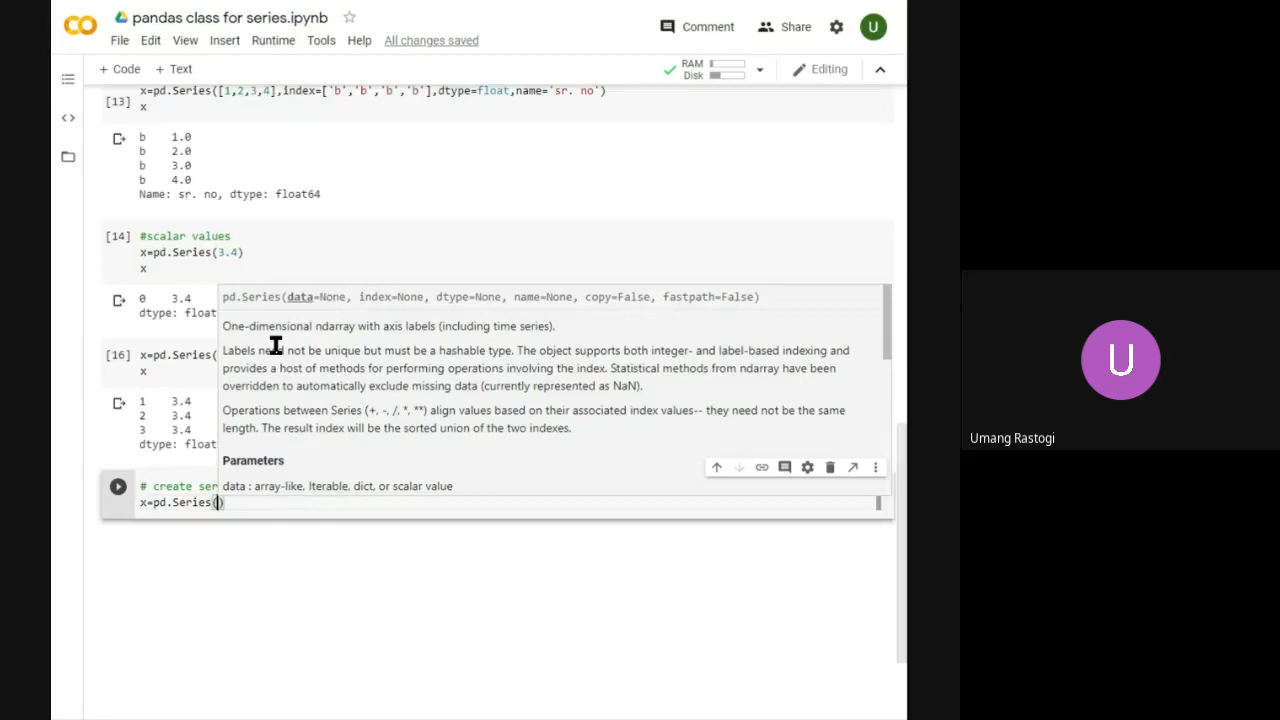 pandas class for series.ipynb
File Edit View Insert Runtime Tools Help All changes saved
Comment Share U
+ Code + Text
RAM
Disk
Editing
x=pd.Series([1,2,3,4],index=['b','b','b','b'],dtype=float,name='sr. no')
[13] x
b 1.0
b 2.0
b 3.0
b 4.0
Name: sr. no, dtype: float64
[14] #scalar values
x=pd.Series(3.4)
x
0 3.4
dtype: float
pd.Series(data=None, index=None, dtype=None, name=None, copy=False, fastpath=False)
One-dimensional ndarray with axis labels (including time series).
Labels need not be unique but must be a hashable type. The object supports both integer- and label-based indexing and
provides a host of methods for performing operations involving the index. Statistical methods from ndarray have been
overridden to automatically exclude missing data (currently represented as NaN).
Operations between Series (+, -, /, *, **) align values based on their associated index values-- they need not be the same
length. The result index will be the sorted union of the two indexes.
Parameters
data : array-like, Iterable, dict, or scalar value
[16] x=pd.Series(
x
1 3.4
2 3.4
3 3.4
dtype: float
# create ser
x=pd.Series()
U
Umang Rastogi